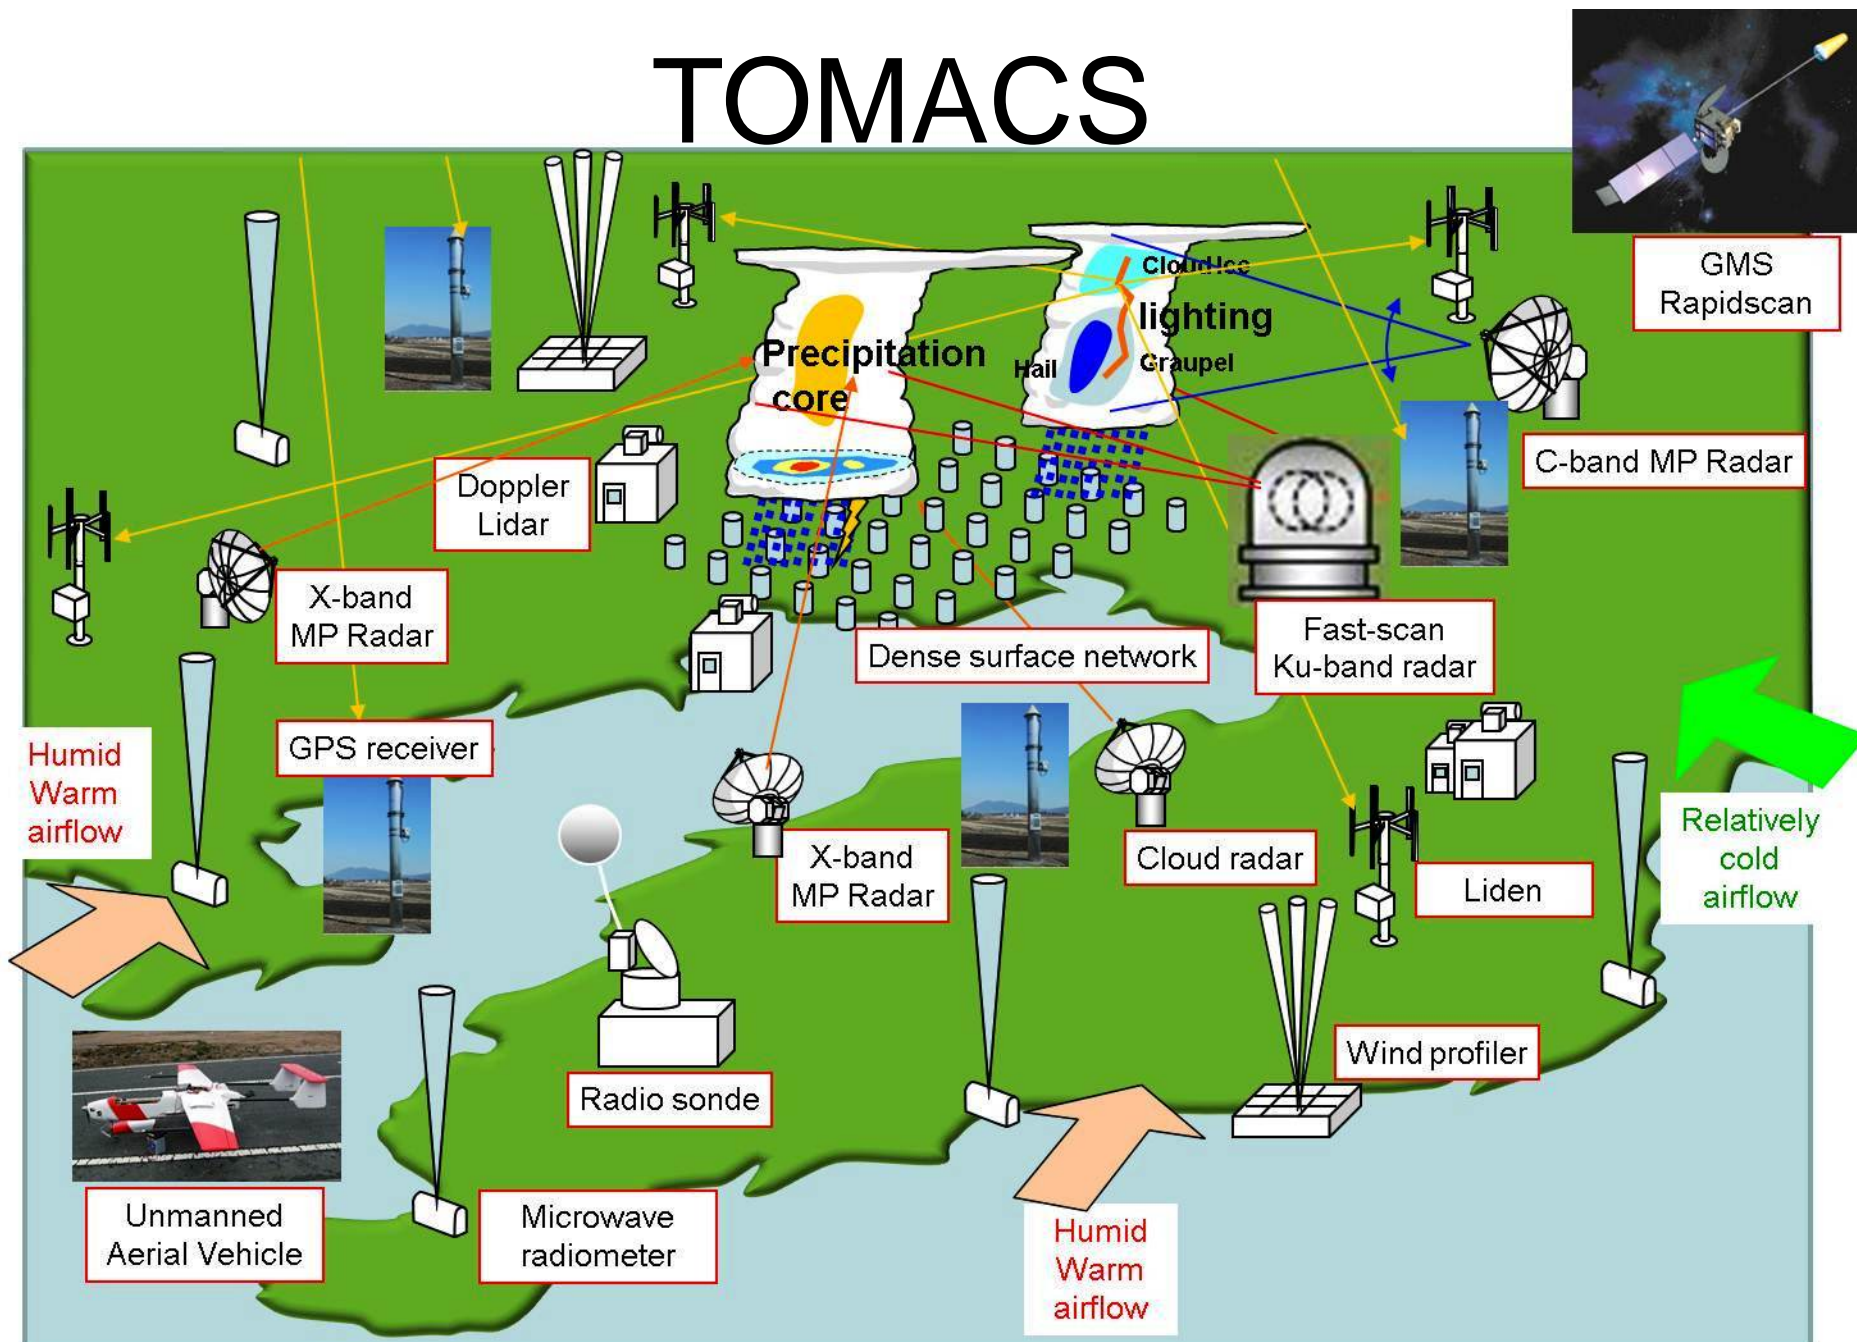 TOMACS
GMS
Rapidscan
CloudIce
lighting
Precipitation
core
Hail
Graupel
C-band MP Radar
Doppler
Lidar
X-band
MP Radar
Dense surface network
Fast-scan
Ku-band radar
GPS receiver
Humid
Warm
airflow
Relatively
cold
airflow
X-band
MP Radar
Cloud radar
Liden
Wind profiler
Radio sonde
Unmanned
Aerial Vehicle
Microwave
radiometer
Humid
Warm
airflow